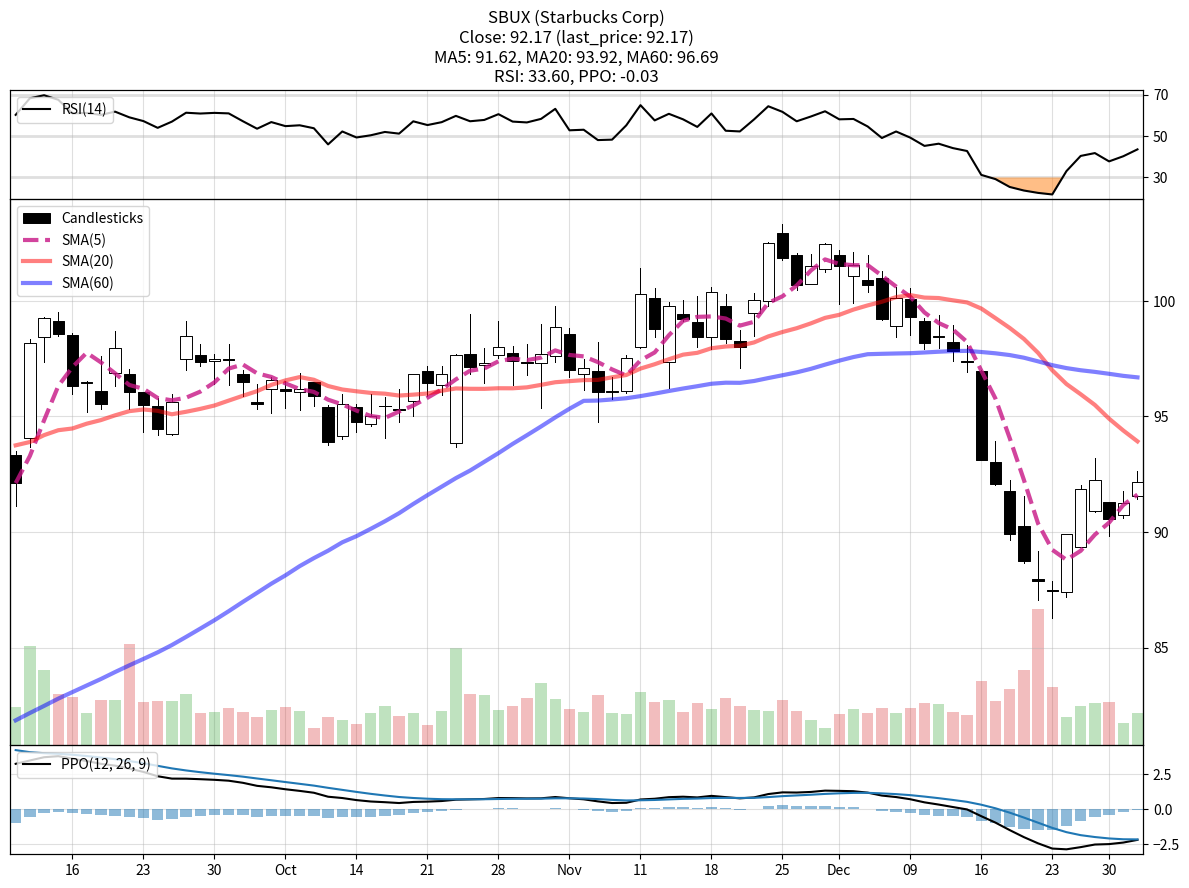 SBUX (Starbucks Corp)
Close: 92.17 (last_price: 92.17)
MA5: 91.62, MA20: 93.92, MA60: 96.69
RSI: 33.60, PPO: -0.03
RSI(14)
70
50
30
Candlesticks
SMA(5)
SMA(20)
SMA(60)
100
95
90
85
PPO(12, 26, 9)
2.5
0.0
−2.5
16 23 30 Oct 14 21 28 Nov 11 18 25 Dec 09 16 23 30